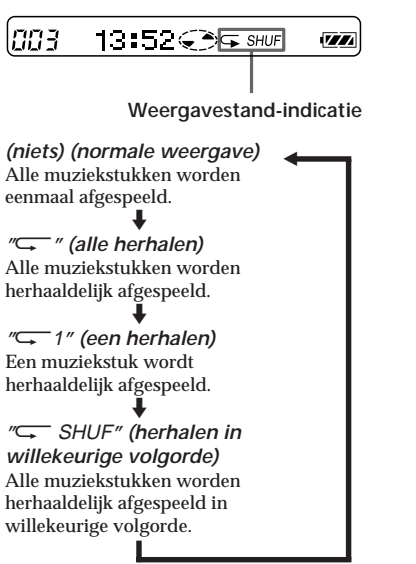 003 13:52 SHUF
Weergavestand-indicatie
(niets) (normale weergave)
Alle muziekstukken worden
eenmaal afgespeeld.
" " (alle herhalen)
Alle muziekstukken worden
herhaaldelijk afgespeeld.
" 1" (een herhalen)
Een muziekstuk wordt
herhaaldelijk afgespeeld.
" SHUF" (herhalen in
willekeurige volgorde)
Alle muziekstukken worden
herhaaldelijk afgespeeld in
willekeurige volgorde.